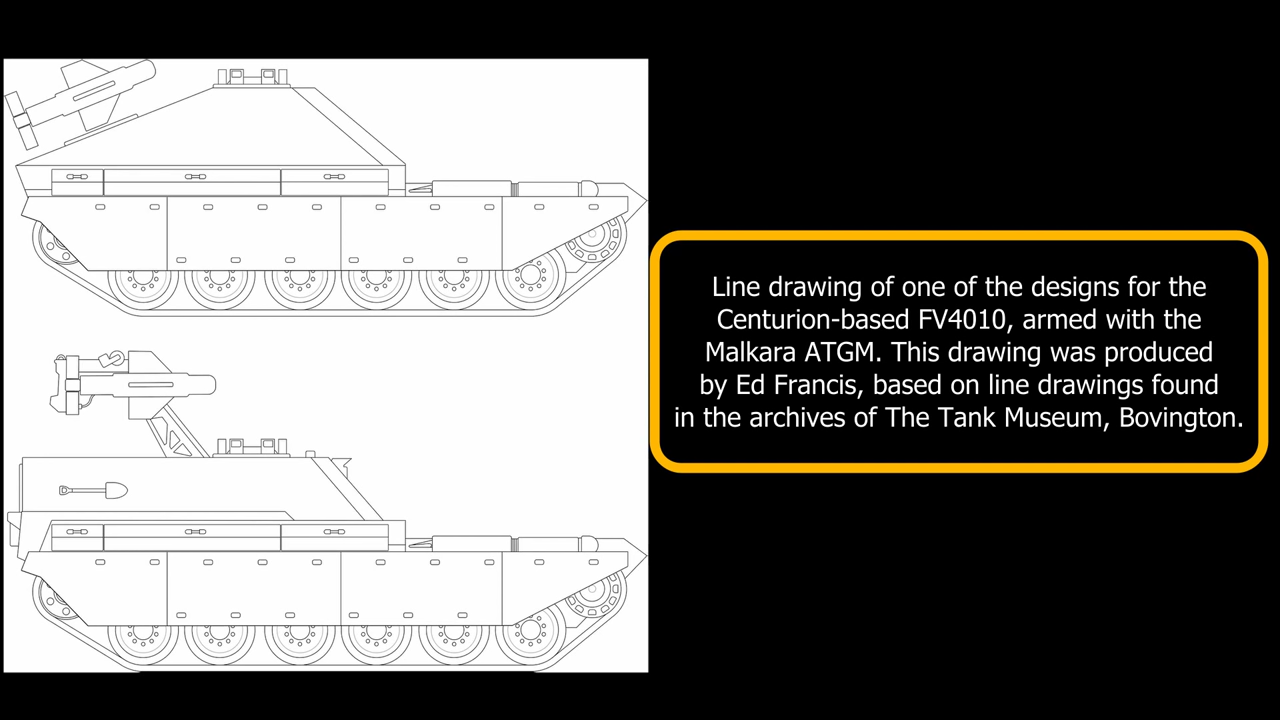 Line drawing of one of the designs for the
Centurion-based FV4010, armed with the
Malkara ATGM. This drawing was produced
by Ed Francis, based on line drawings found
in the archives of The Tank Museum, Bovington.